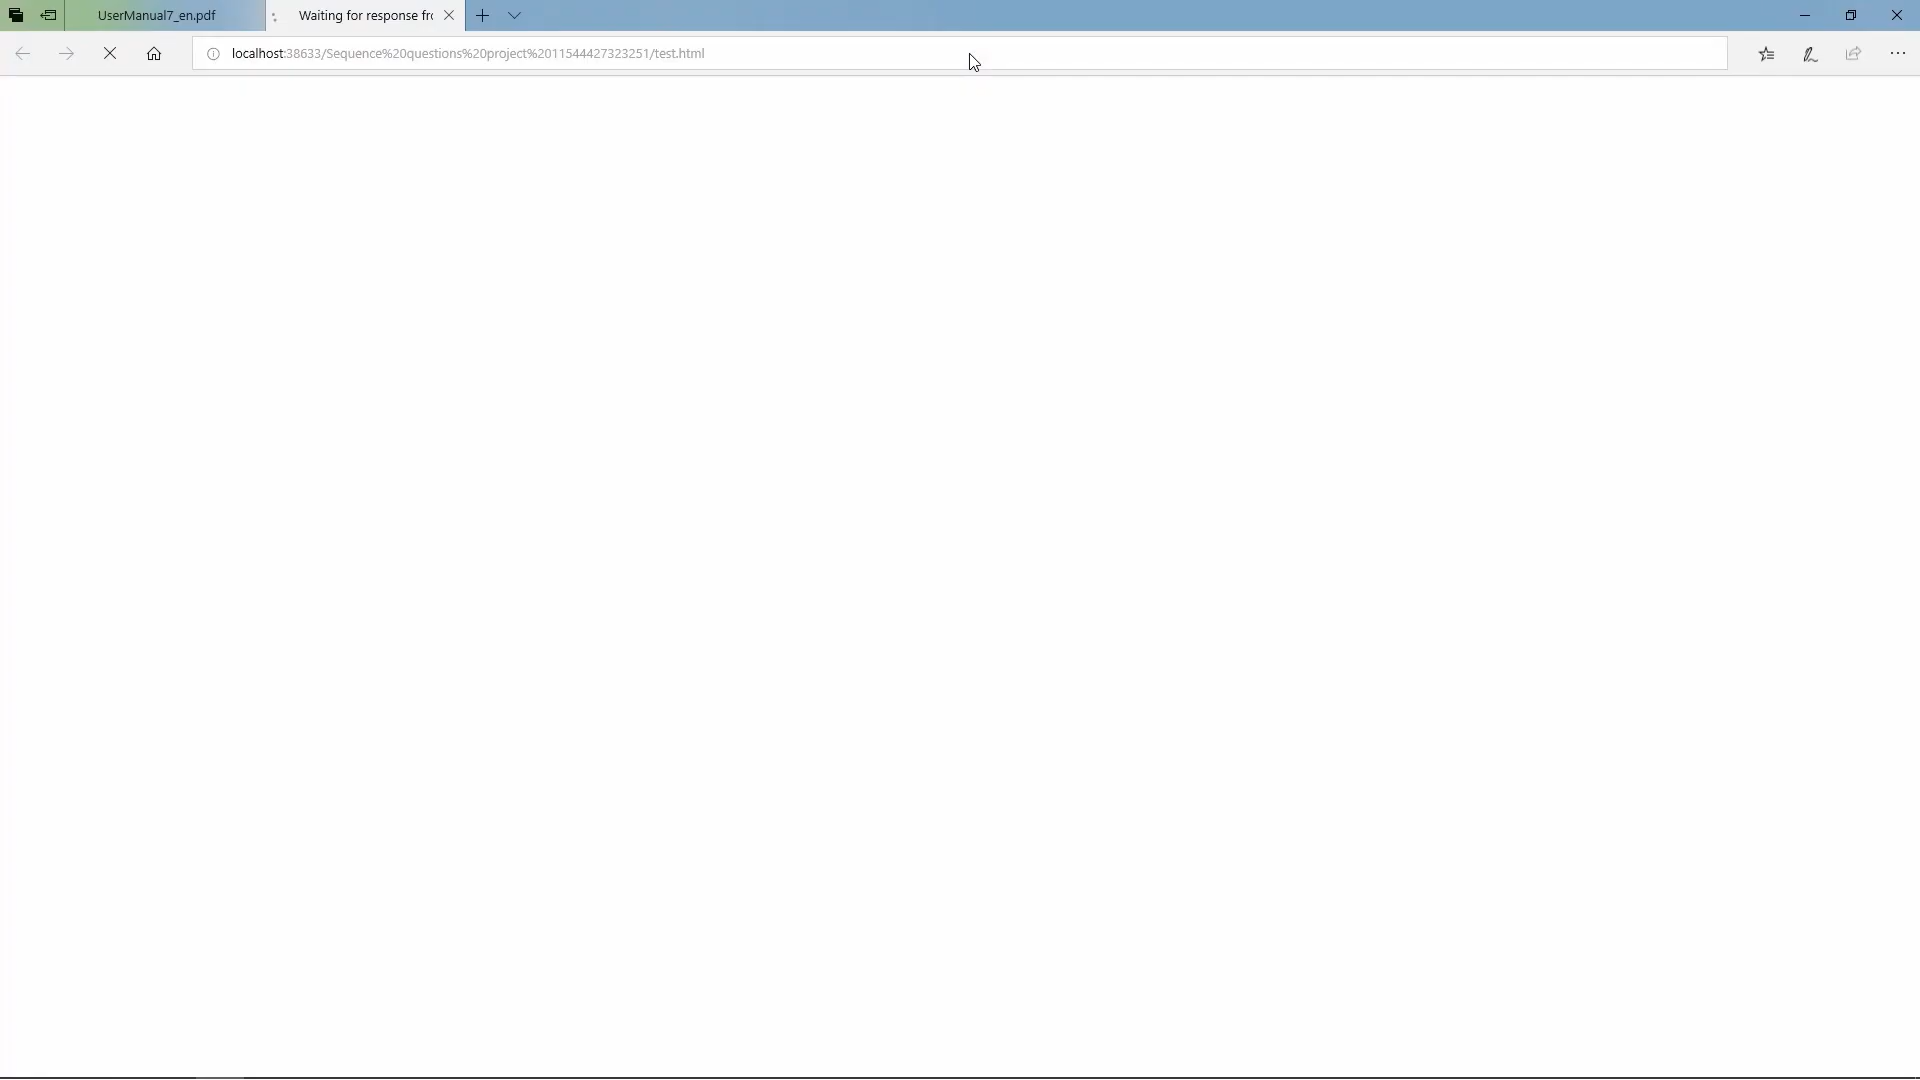 UserManual7_en.pdf
Waiting for response fr
localhost:38633/Sequence%20questions%20project%2011544427323251/test.html